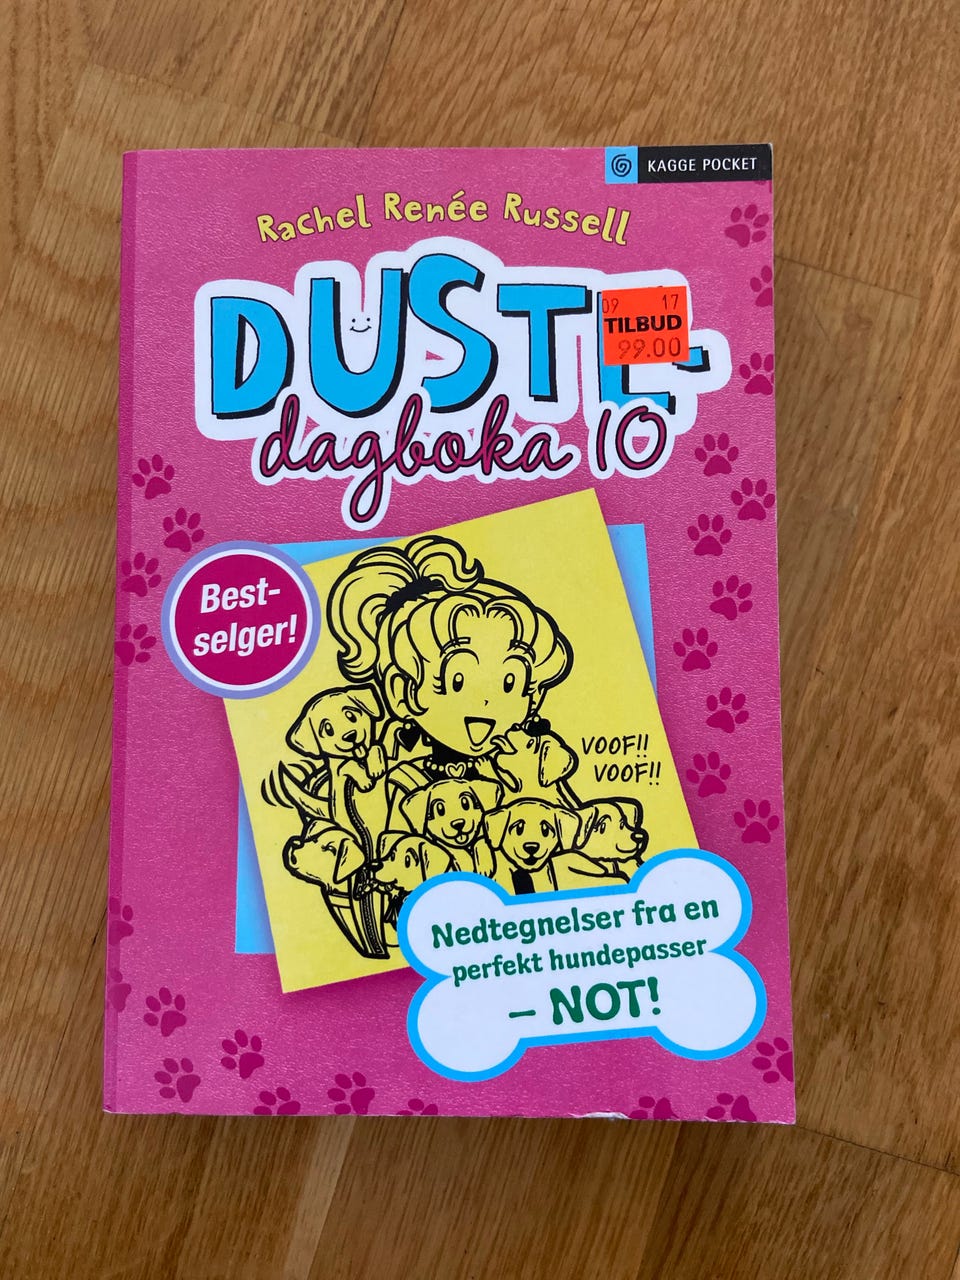 KAGGE POCKET
Rachel Renée Russell
DUSTE-
09 17
TILBUD
99.00
dagboka 10
Best-
selger!
VOOF!!
VOOF!!
Nedtegnelser fra en
perfekt hundepasser
– NOT!